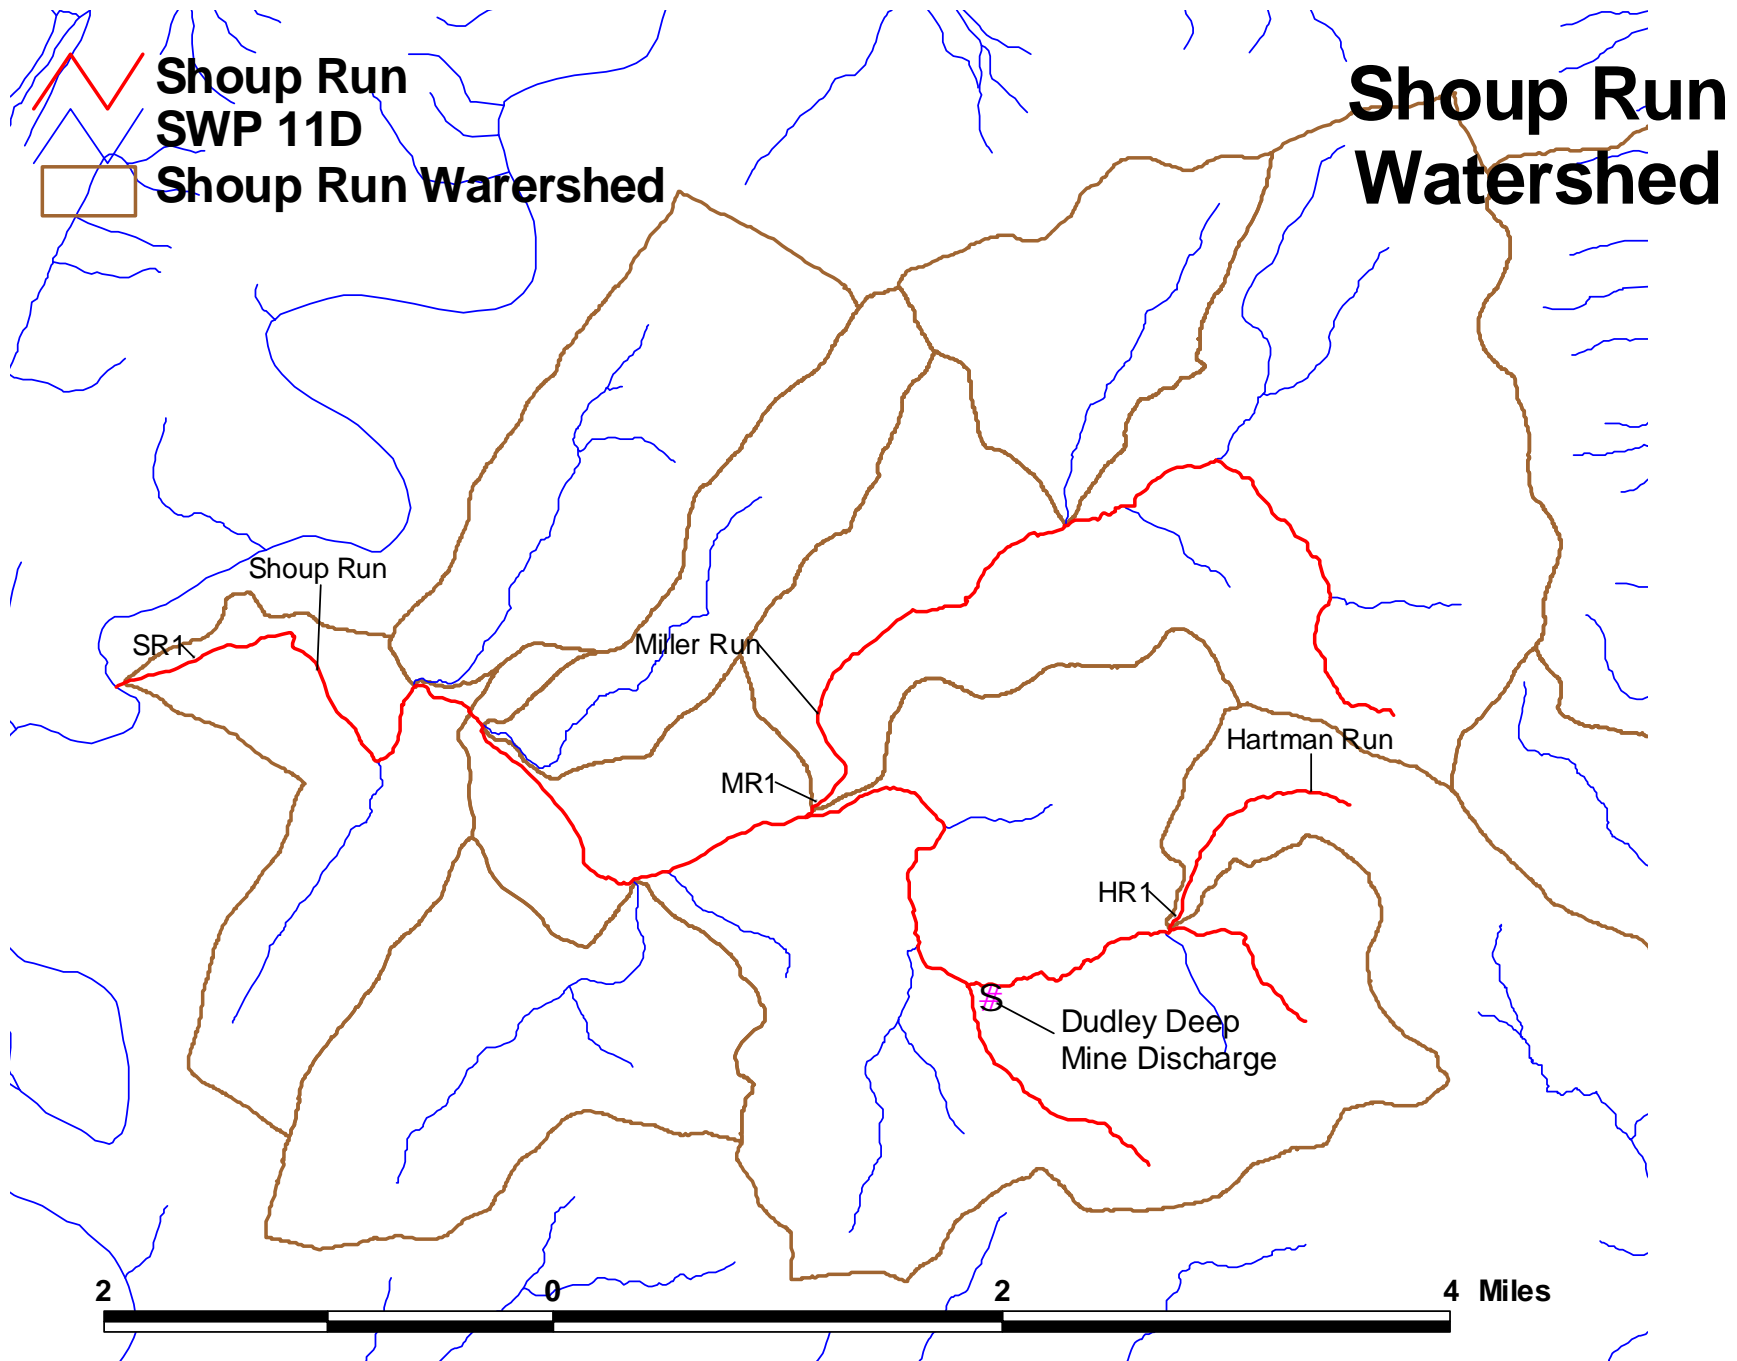 Shoup Run
SWP 11D
Shoup Run Warershed
Shoup Run
Watershed
Shoup Run
SR1
Miller Run
MR1
Hartman Run
HR1
S
#
Dudley Deep
Mine Discharge
2 0 2 4 Miles